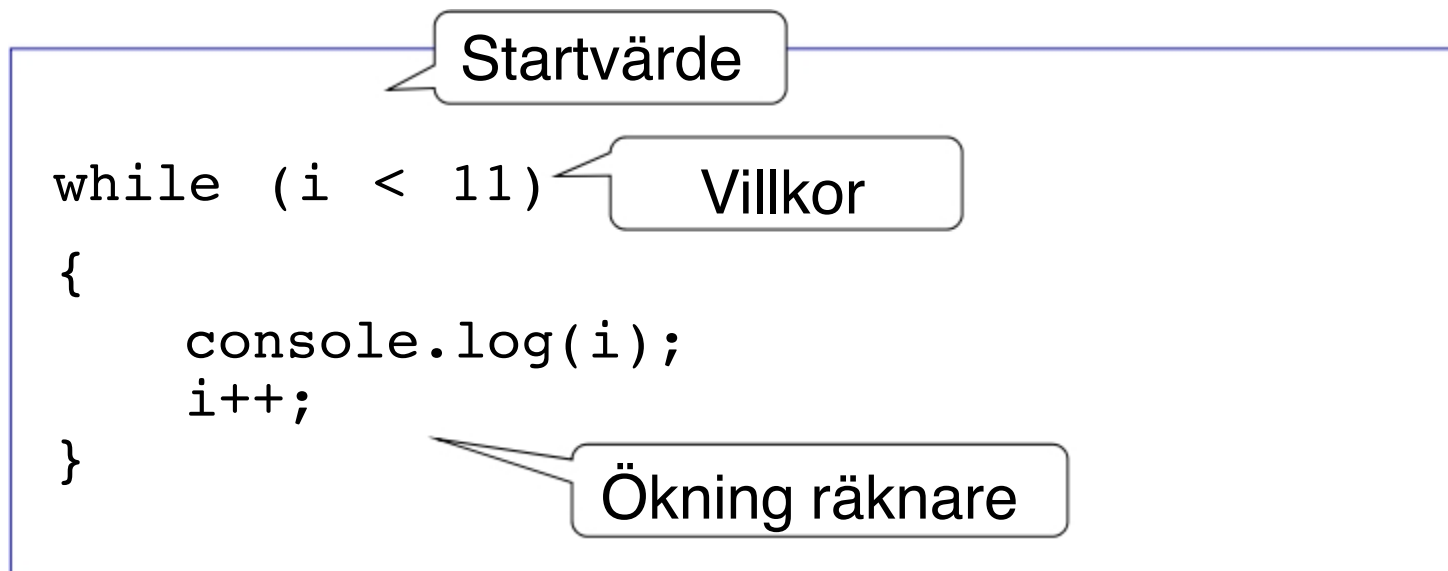 Startvärde
while (i < 11)
Villkor
{
console.log(i);
i++;
}
Ökning räknare